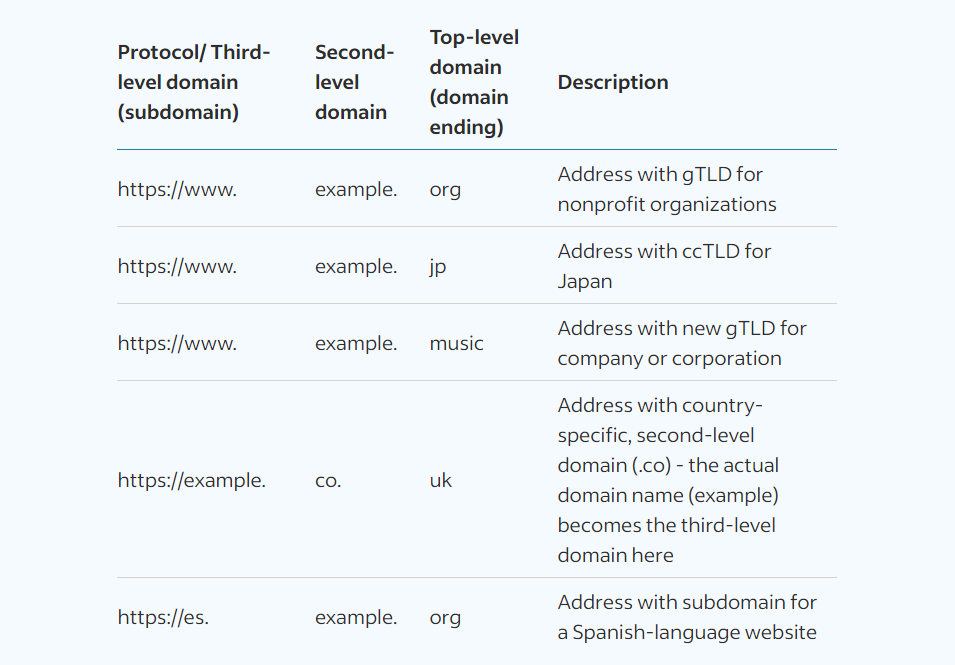 Protocol/ Third-
level domain
(subdomain)
Second-
level
domain
Top-level
domain
(domain
ending)
Description
https://www.
example.
org
Address with gTLD for
nonprofit organizations
https://www.
example.
jp
Address with ccTLD for
Japan
https://www.
example.
music
Address with new gTLD for
company or corporation
https://example.
co.
uk
Address with country-
specific, second-level
domain (.co) - the actual
domain name (example)
becomes the third-level
domain here
https://es.
example.
org
Address with subdomain for
a Spanish-language website